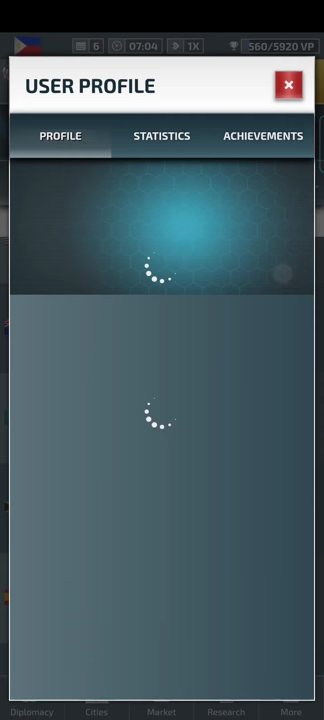 6 07:04 1X 560/5920 VP
USER PROFILE
PROFILE STATISTICS ACHIEVEMENTS
Diplomacy Cities Market Research More